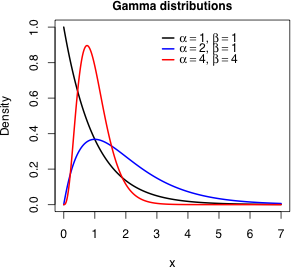 Gamma distributions
α = 1, β = 1
α = 2, β = 1
α = 4, β = 4
Density
1.0
0.8
0.6
0.4
0.2
0.0
0 1 2 3 4 5 6 7
x